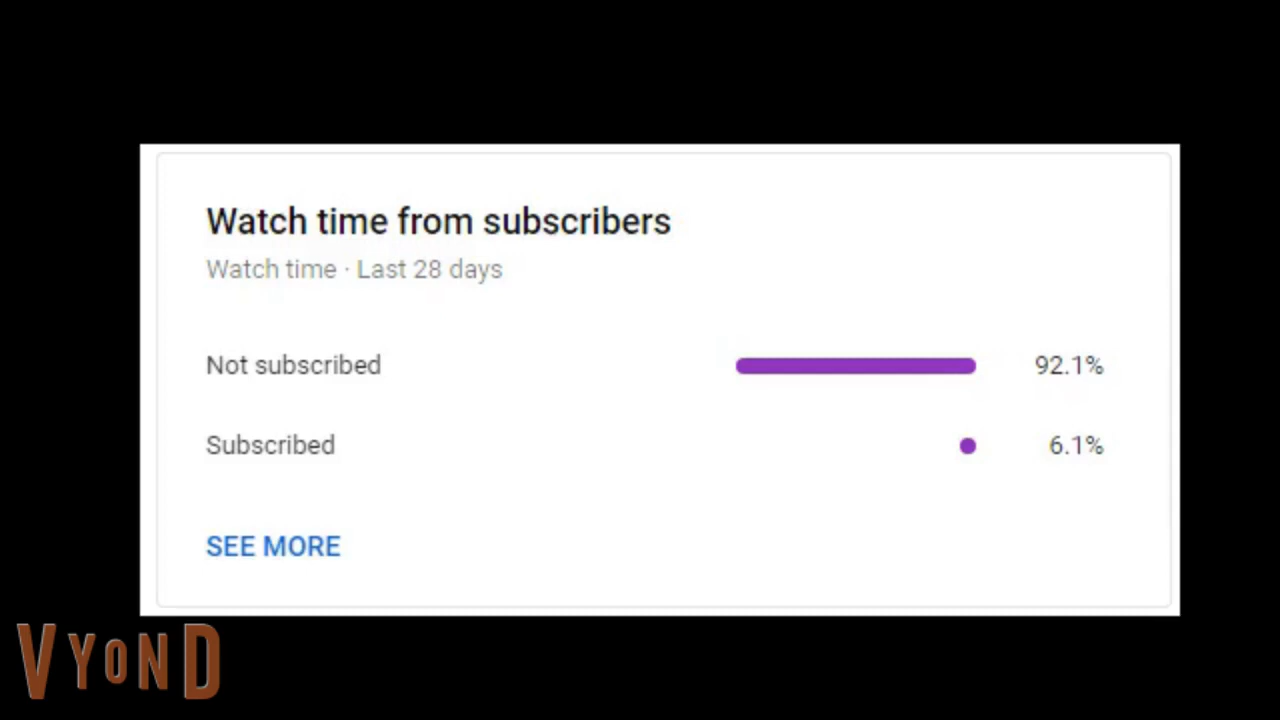 Watch time from subscribers
Watch time · Last 28 days
Not subscribed 92.1%
Subscribed 6.1%
SEE MORE
VYOND